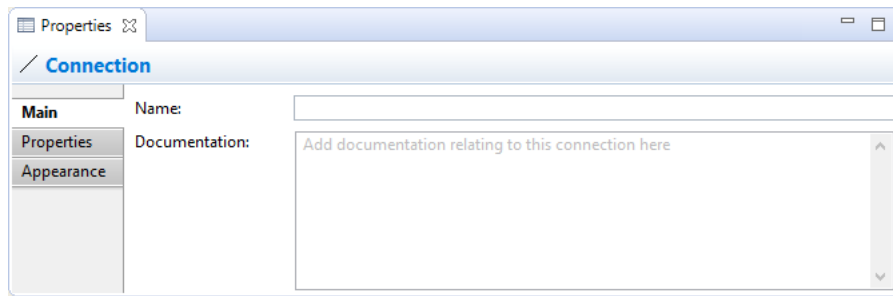 Properties
Connection
Main
Name:
Properties
Documentation:
Add documentation relating to this connection here
Appearance